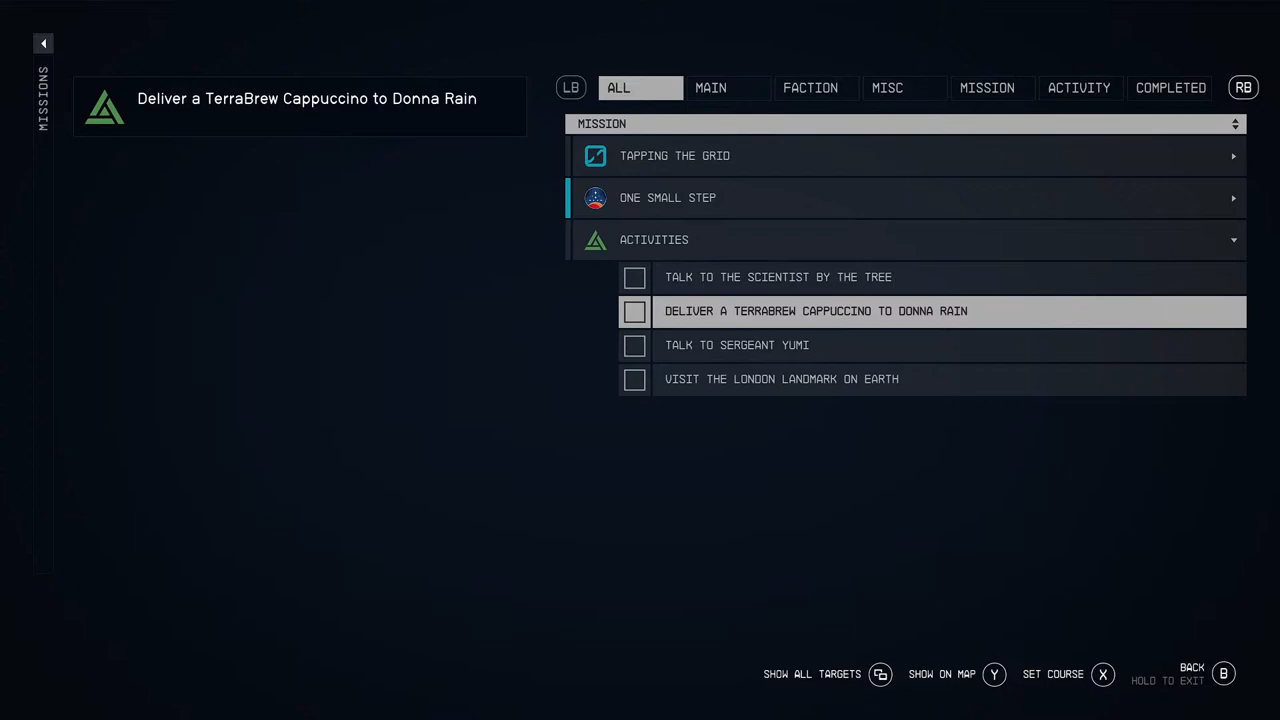 MISSIONS
Deliver a TerraBrew Cappuccino to Donna Rain
LB ALL MAIN FACTION MISC MISSION ACTIVITY COMPLETED RB
MISSION
TAPPING THE GRID
ONE SMALL STEP
ACTIVITIES
TALK TO THE SCIENTIST BY THE TREE
DELIVER A TERRABREW CAPPUCCINO TO DONNA RAIN
TALK TO SERGEANT YUMI
VISIT THE LONDON LANDMARK ON EARTH
SHOW ALL TARGETS SHOW ON MAP Y SET COURSE X BACK B
HOLD TO EXIT